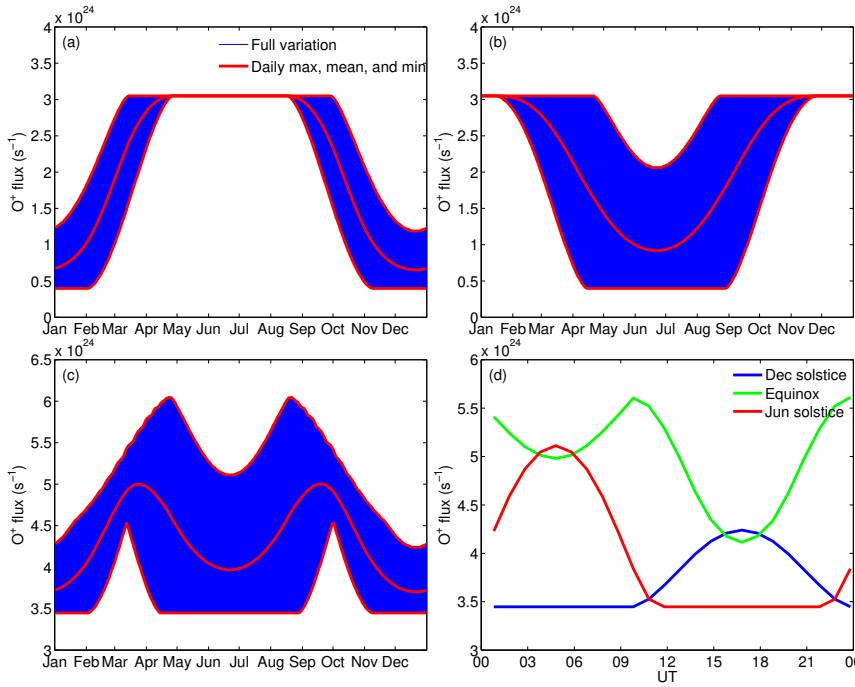 x 10^24
(a)
Full variation
Daily max, mean, and min
O^+ flux (s^−1)
4
3.5
3
2.5
2
1.5
1
0.5
0
Jan Feb Mar Apr May Jun Jul Aug Sep Oct Nov Dec
x 10^24
(b)
O^+ flux (s^−1)
4
3.5
3
2.5
2
1.5
1
0.5
0
Jan Feb Mar Apr May Jun Jul Aug Sep Oct Nov Dec
x 10^24
(c)
O^+ flux (s^−1)
6.5
6
5.5
5
4.5
4
3.5
3
Jan Feb Mar Apr May Jun Jul Aug Sep Oct Nov Dec
x 10^24
(d)
Dec solstice
Equinox
Jun solstice
O^+ flux (s^−1)
6
5.5
5
4.5
4
3.5
3
00 03 06 09 12 15 18 21 00
UT